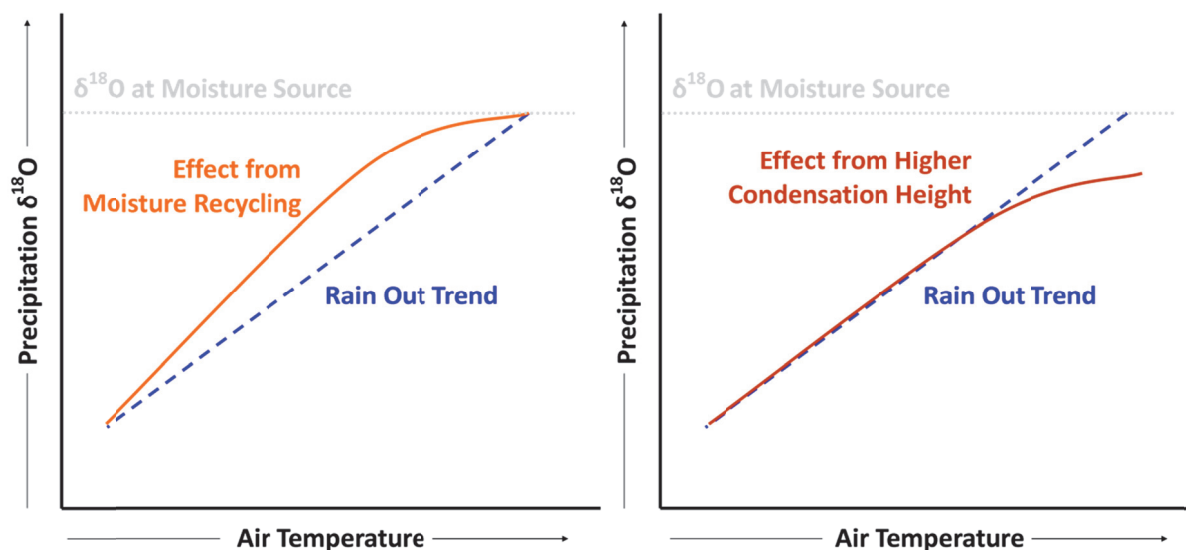 δ¹⁸O at Moisture Source
Effect from
Moisture Recycling
Rain Out Trend
Precipitation δ¹⁸O
Air Temperature
δ¹⁸O at Moisture Source
Effect from Higher
Condensation Height
Rain Out Trend
Precipitation δ¹⁸O
Air Temperature